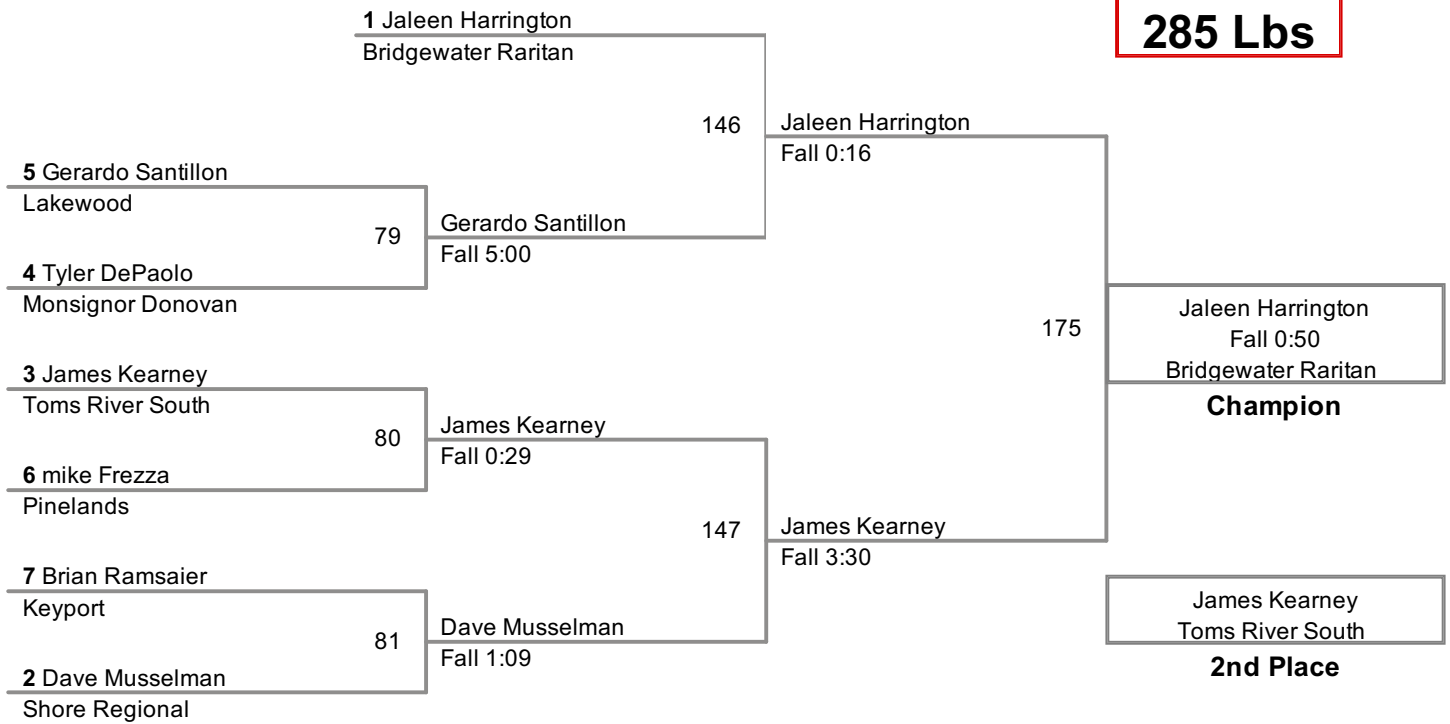 1 Jaleen Harrington
Bridgewater Raritan
285 Lbs
146
Jaleen Harrington
Fall 0:16
5 Gerardo Santillon
Lakewood
79
Gerardo Santillon
Fall 5:00
4 Tyler DePaolo
Monsignor Donovan
175
Jaleen Harrington
Fall 0:50
Bridgewater Raritan
Champion
3 James Kearney
Toms River South
80
James Kearney
Fall 0:29
6 mike Frezza
Pinelands
147
James Kearney
Fall 3:30
7 Brian Ramsaier
Keyport
81
Dave Musselman
Fall 1:09
2 Dave Musselman
Shore Regional
James Kearney
Toms River South
2nd Place